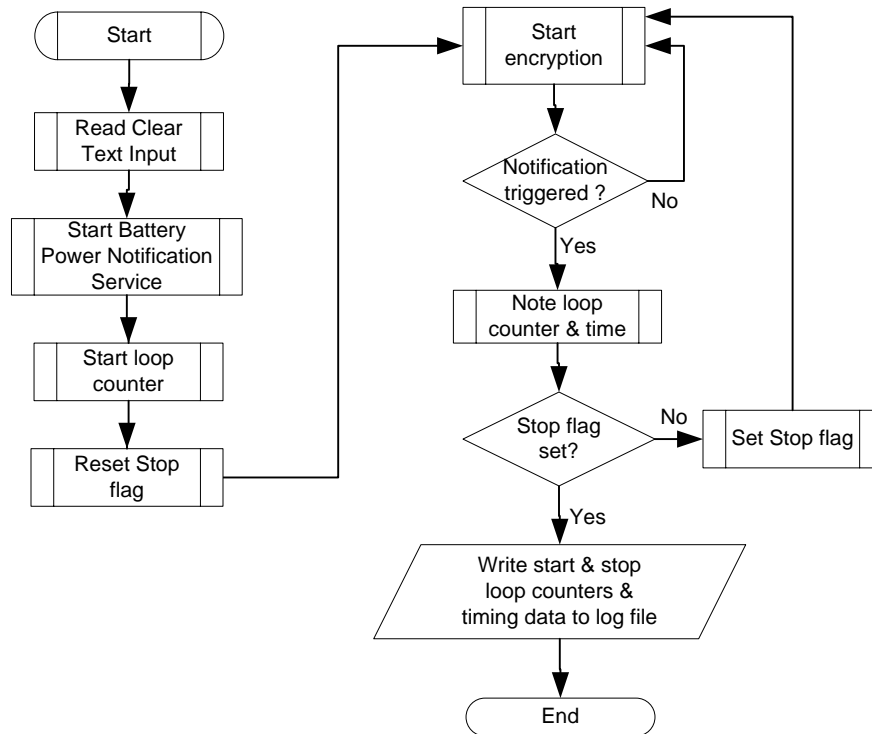 Start
Read Clear
Text Input
Start Battery
Power Notification
Service
Start loop
counter
Reset Stop
flag
Start
encryption
Notification
triggered ?
No
Yes
Note loop
counter & time
Stop flag
set?
No
Set Stop flag
Yes
Write start & stop
loop counters &
timing data to log file
End